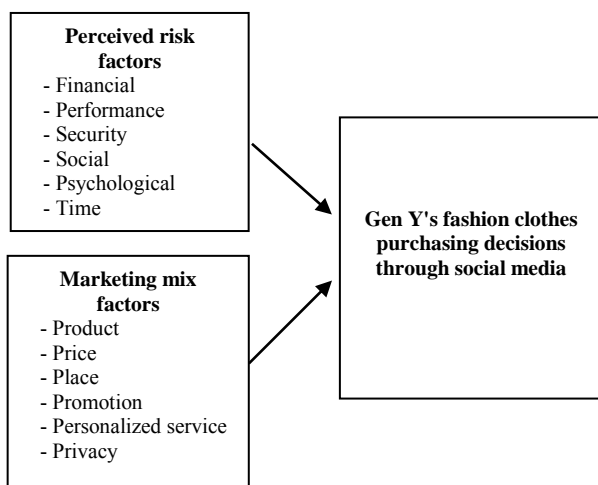 Perceived risk
factors
- Financial
- Performance
- Security
- Social
- Psychological
- Time
Gen Y's fashion clothes
purchasing decisions
through social media
Marketing mix
factors
- Product
- Price
- Place
- Promotion
- Personalized service
- Privacy